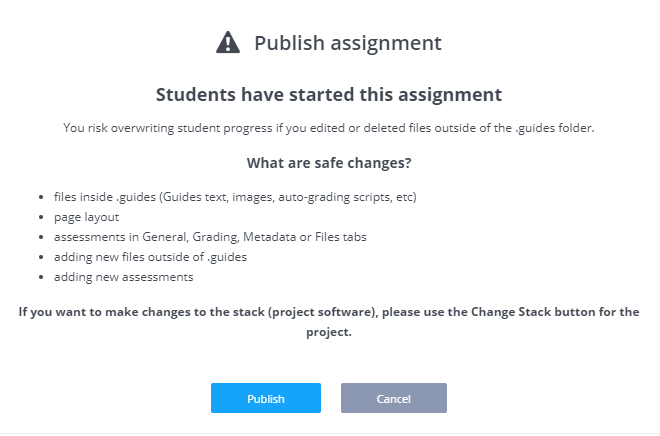 Publish assignment
Students have started this assignment
You risk overwriting student progress if you edited or deleted files outside of the .guides folder.
What are safe changes?
files inside .guides (Guides text, images, auto-grading scripts, etc)
page layout
assessments in General, Grading, Metadata or Files tabs
adding new files outside of .guides
adding new assessments
If you want to make changes to the stack (project software), please use the Change Stack button for the
project.
Publish
Cancel